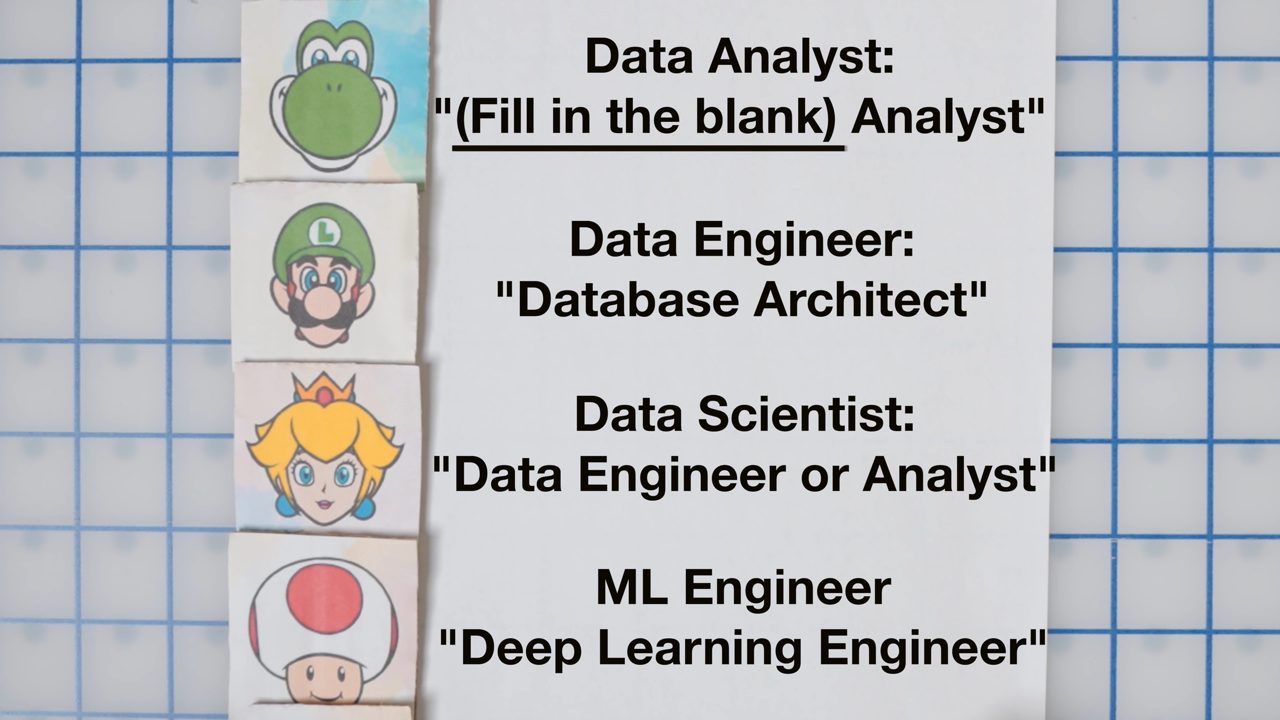 Data Analyst:
"(Fill in the blank) Analyst"
L
Data Engineer:
"Database Architect"
Data Scientist:
"Data Engineer or Analyst"
ML Engineer
"Deep Learning Engineer"